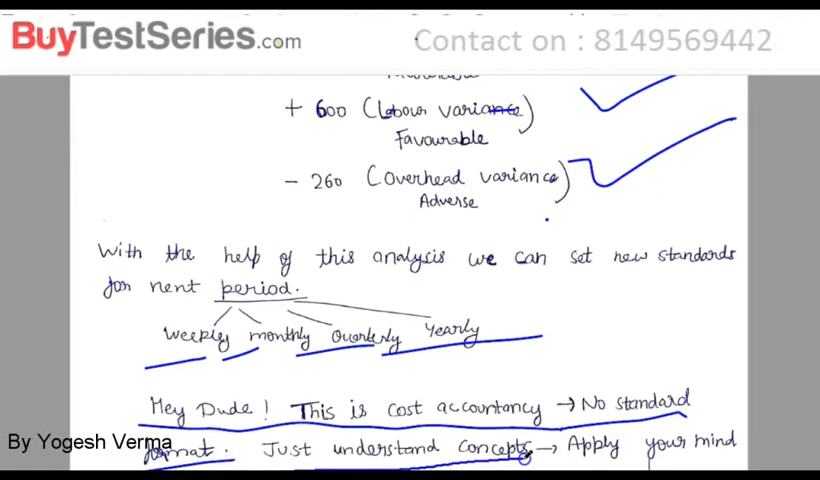 BuyTestSeries.com
Contact on : 8149569442
+ 600 (Labour variance)
Favourable
- 260 (Overhead variance)
Adverse
With the help of this analysis we can set new standards
for next period.
Weekly monthly Quarterly Yearly
Hey Dude! This is cost accountancy → No standard
format. Just understand concepts → Apply your mind
By Yogesh Verma